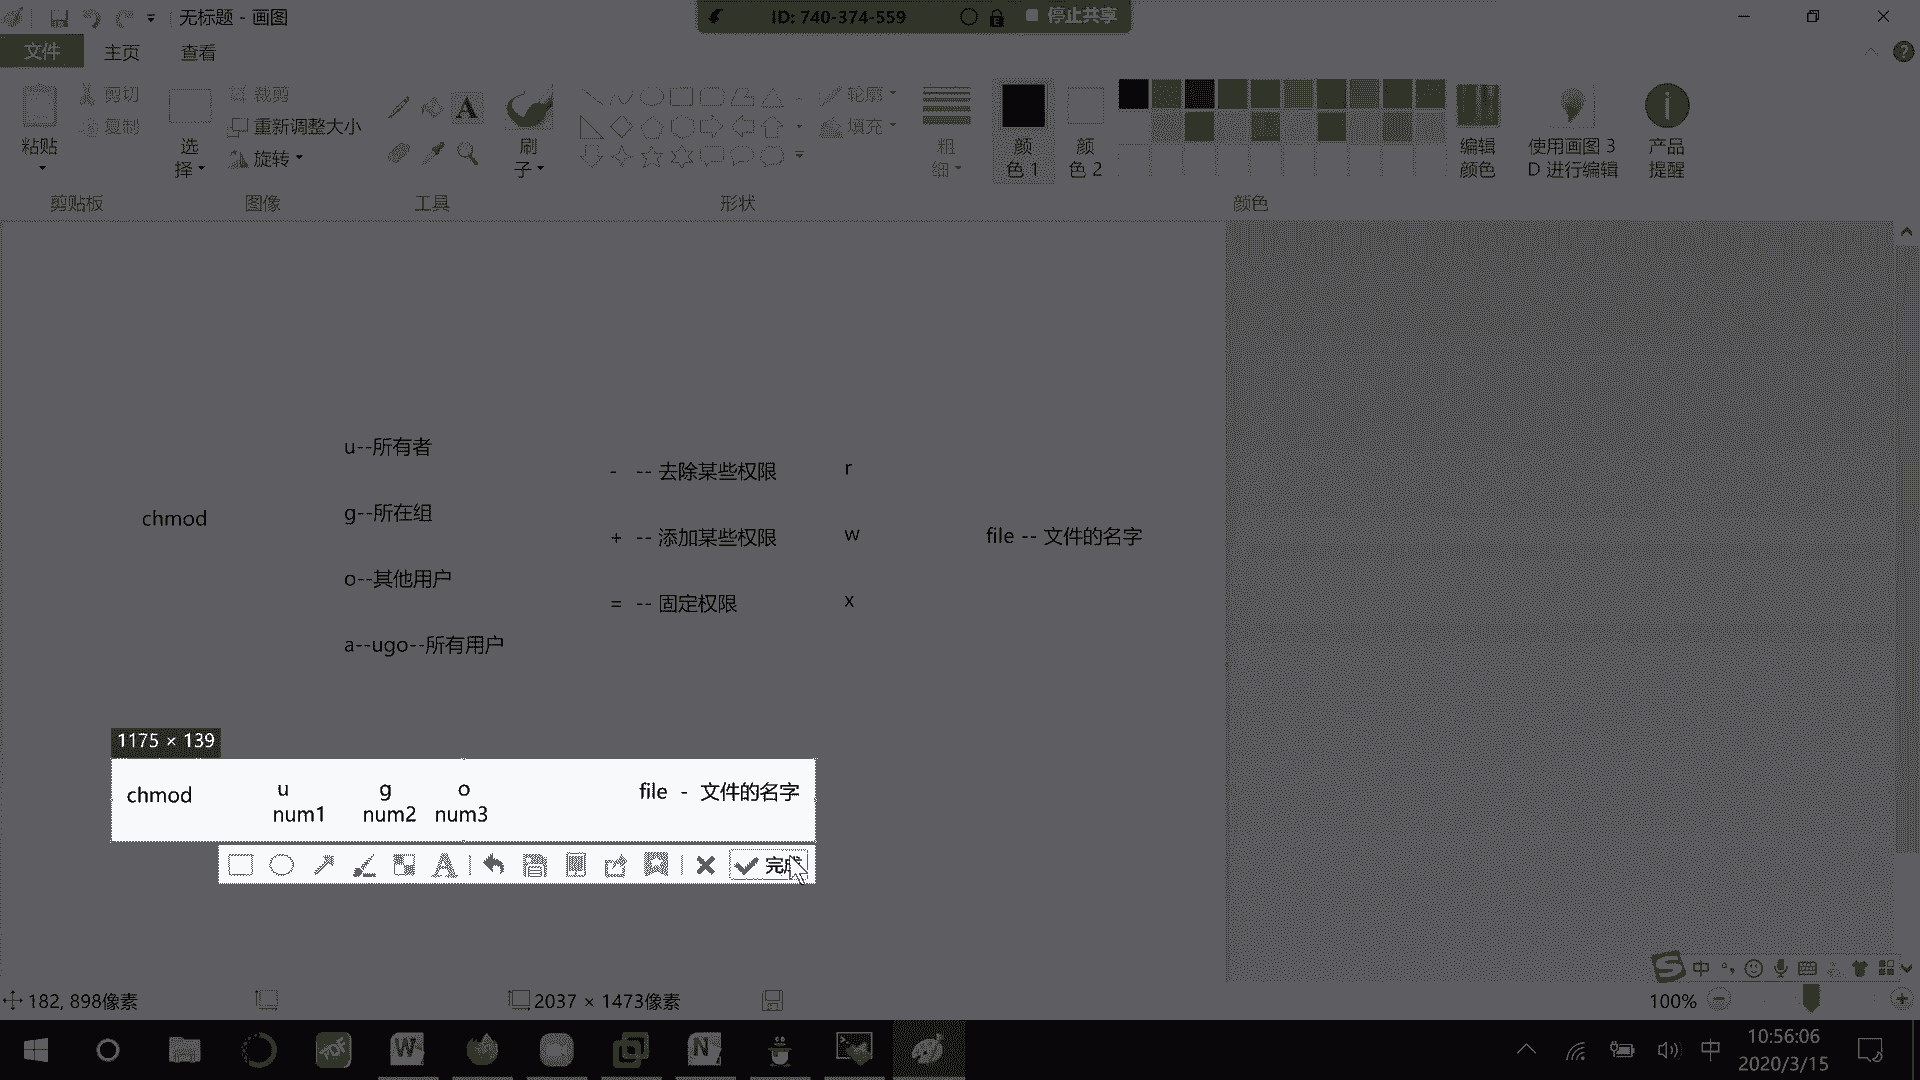 无标题 - 画图
ID: 740-374-559
停止共享
文件
主页
查看
粘贴
剪切
复制
剪贴板
选择
裁剪
重新调整大小
旋转
图像
A
工具
刷子
形状
轮廓
填充
粗细
颜色 1
颜色 2
颜色
编辑颜色
使用画图 3D 进行编辑
产品提醒
u--所有者
g--所在组
o--其他用户
a--ugo--所有用户
chmod
- -- 去除某些权限
+ -- 添加某些权限
= -- 固定权限
r
w
x
file -- 文件的名字
1175 × 139
chmod
u g o
num1 num2 num3
file - 文件的名字
A
182, 898像素
2037 × 1473像素
中
100%
PDF
W
N
中
10:56:06
2020/3/15